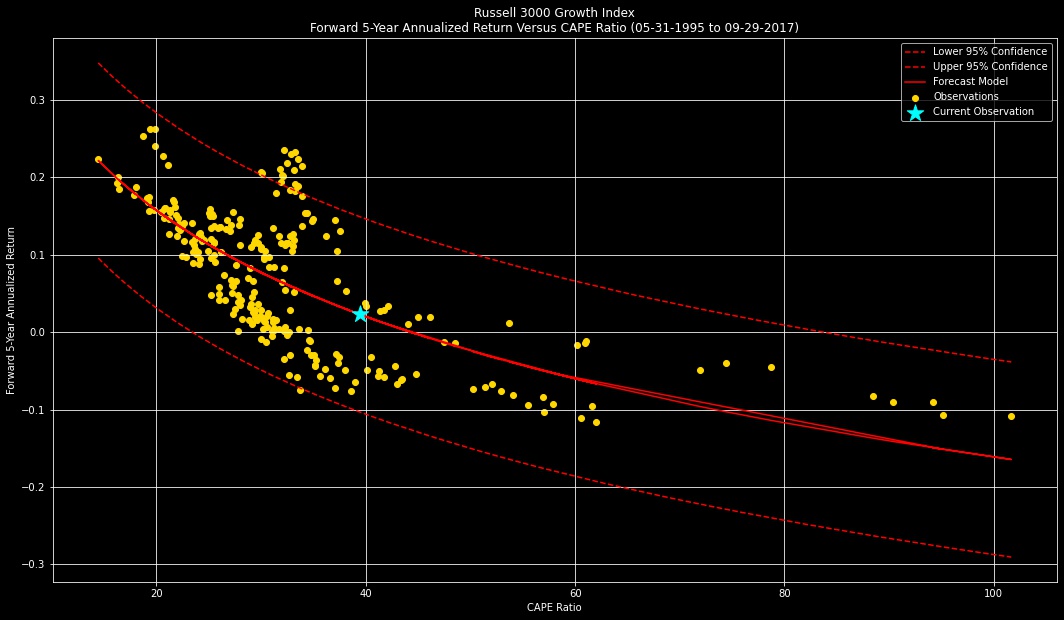 Russell 3000 Growth Index
Forward 5-Year Annualized Return Versus CAPE Ratio (05-31-1995 to 09-29-2017)
Lower 95% Confidence
Upper 95% Confidence
Forecast Model
Observations
Current Observation
Forward 5-Year Annualized Return
0.3
0.2
0.1
0.0
−0.1
−0.2
−0.3
20 40 60 80 100
CAPE Ratio